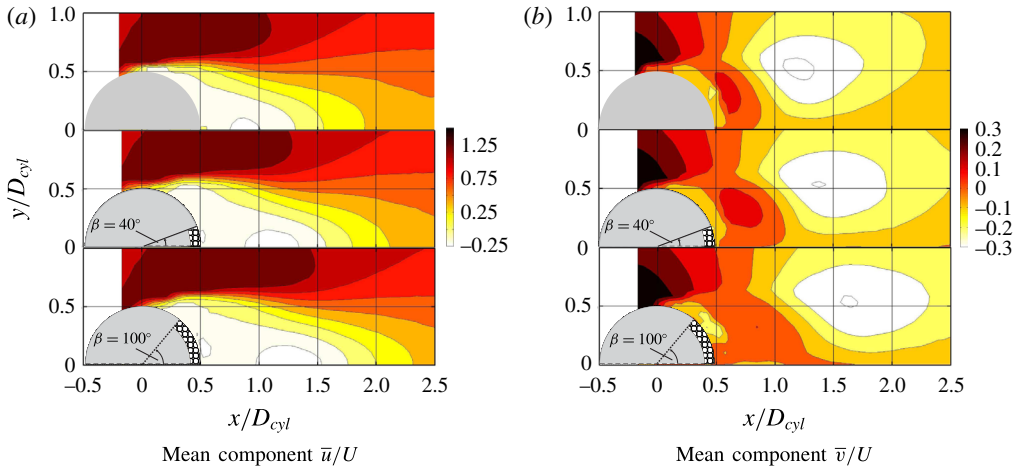 (a)
1.0
0.5
0
0.5
β = 40°
0
0.5
β = 100°
0
−0.5 0 0.5 1.0 1.5 2.0 2.5
y/D_cyl
x/D_cyl
1.25
0.75
0.25
−0.25
Mean component u̅/U
(b)
1.0
0.5
0
0.5
β = 40°
0
0.5
β = 100°
0
−0.5 0 0.5 1.0 1.5 2.0 2.5
x/D_cyl
0.3
0.2
0.1
0
−0.1
−0.2
−0.3
Mean component v̅/U